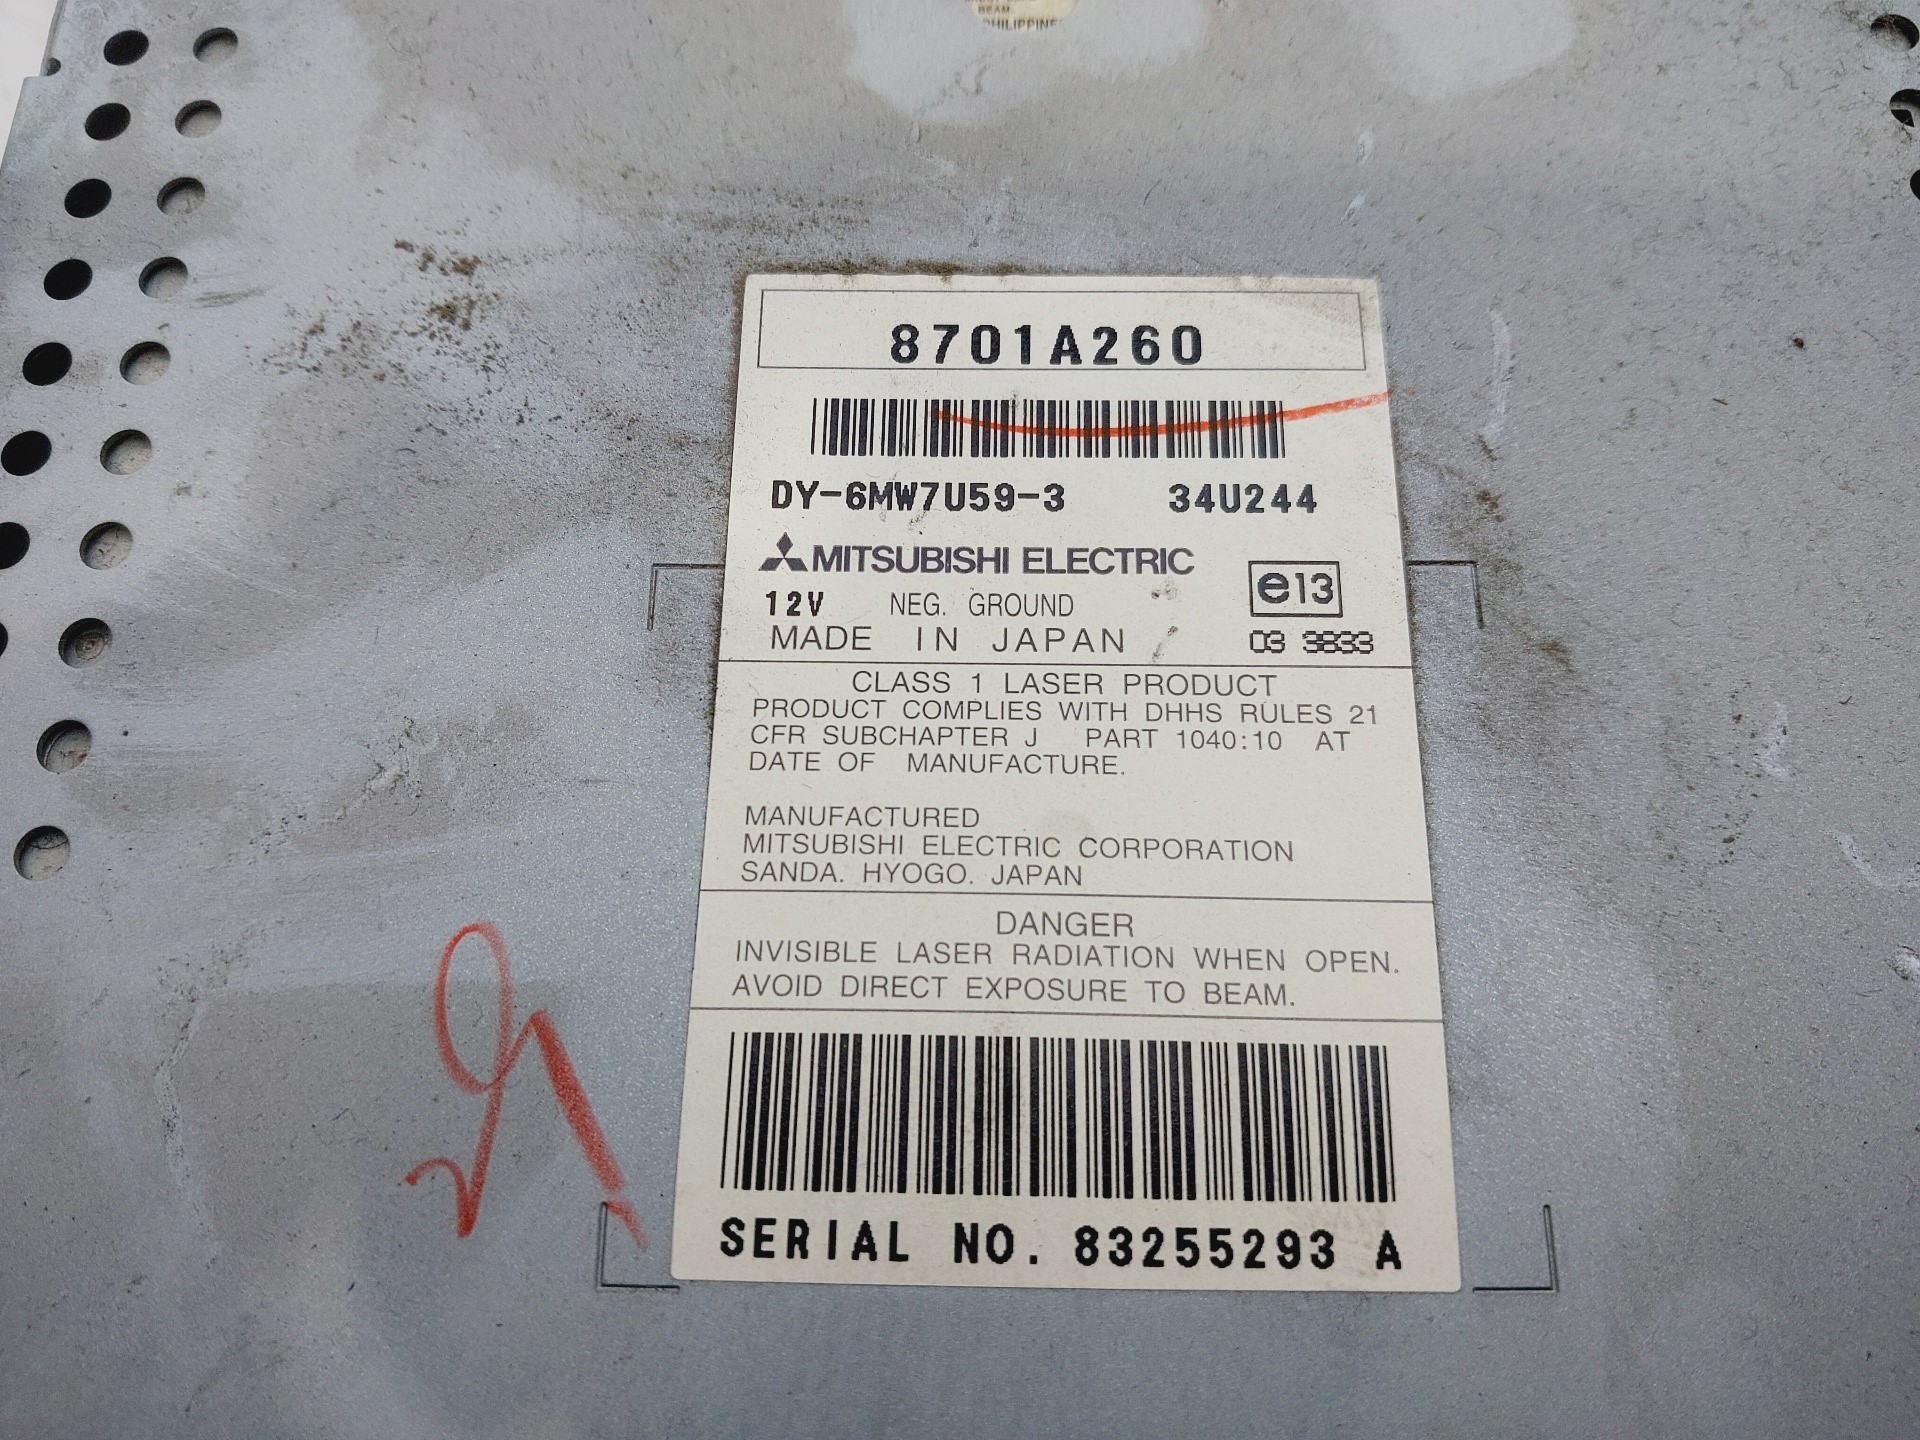 BEAM
PHILIPPINE
8701A260
DY-6MW7U59-3 34U244
MITSUBISHI ELECTRIC
e13
12V NEG. GROUND
MADE IN JAPAN 03 3833
CLASS 1 LASER PRODUCT
PRODUCT COMPLIES WITH DHHS RULES 21
CFR SUBCHAPTER J PART 1040:10 AT
DATE OF MANUFACTURE.
MANUFACTURED
MITSUBISHI ELECTRIC CORPORATION
SANDA. HYOGO. JAPAN
DANGER
INVISIBLE LASER RADIATION WHEN OPEN.
AVOID DIRECT EXPOSURE TO BEAM.
SERIAL NO. 83255293 A